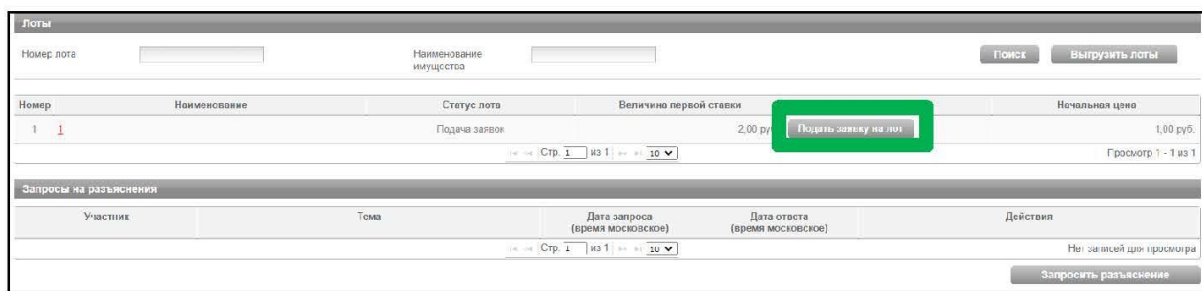 Лоты
Номер лота Наименование имущества Поиск Выгрузить лоты
Номер Наименование Статус лота Величина первой ставки Начальная цена
1 1 Подача заявок 2,00 ру Подать заявку на лот 1,00 руб.
Стр. 1 из 1 10 Просмотр 1 - 1 из 1
Запросы на разъяснения
Участник Тема Дата запроса (время московское) Дата ответа (время московское) Действия
Стр. 1 из 1 10 Нет записей для просмотра
Запросить разъяснение